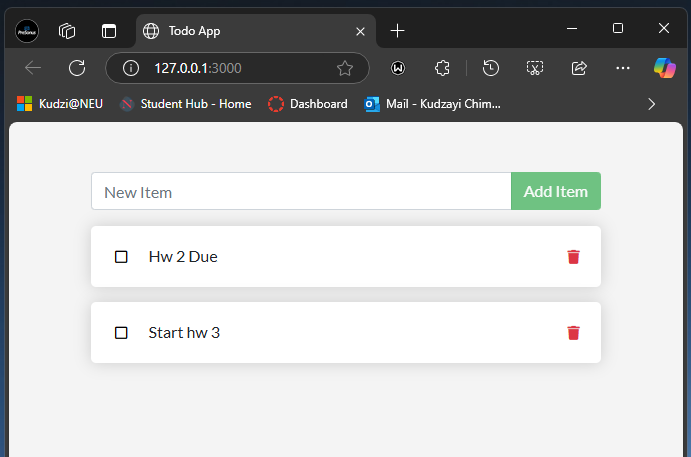 Todo App
127.0.0.1:3000
Kudzi@NEU
Student Hub - Home
Dashboard
Mail - Kudzayi Chim...
New Item
Add Item
Hw 2 Due
Start hw 3